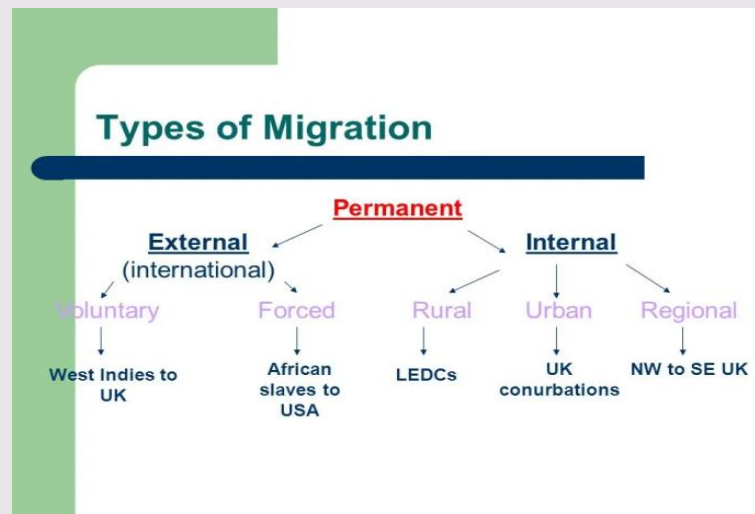 Types of Migration
Permanent
External
(international)
Internal
Voluntary
Forced
Rural
Urban
Regional
West Indies to
UK
African
slaves to
USA
LEDCs
UK
conurbations
NW to SE UK